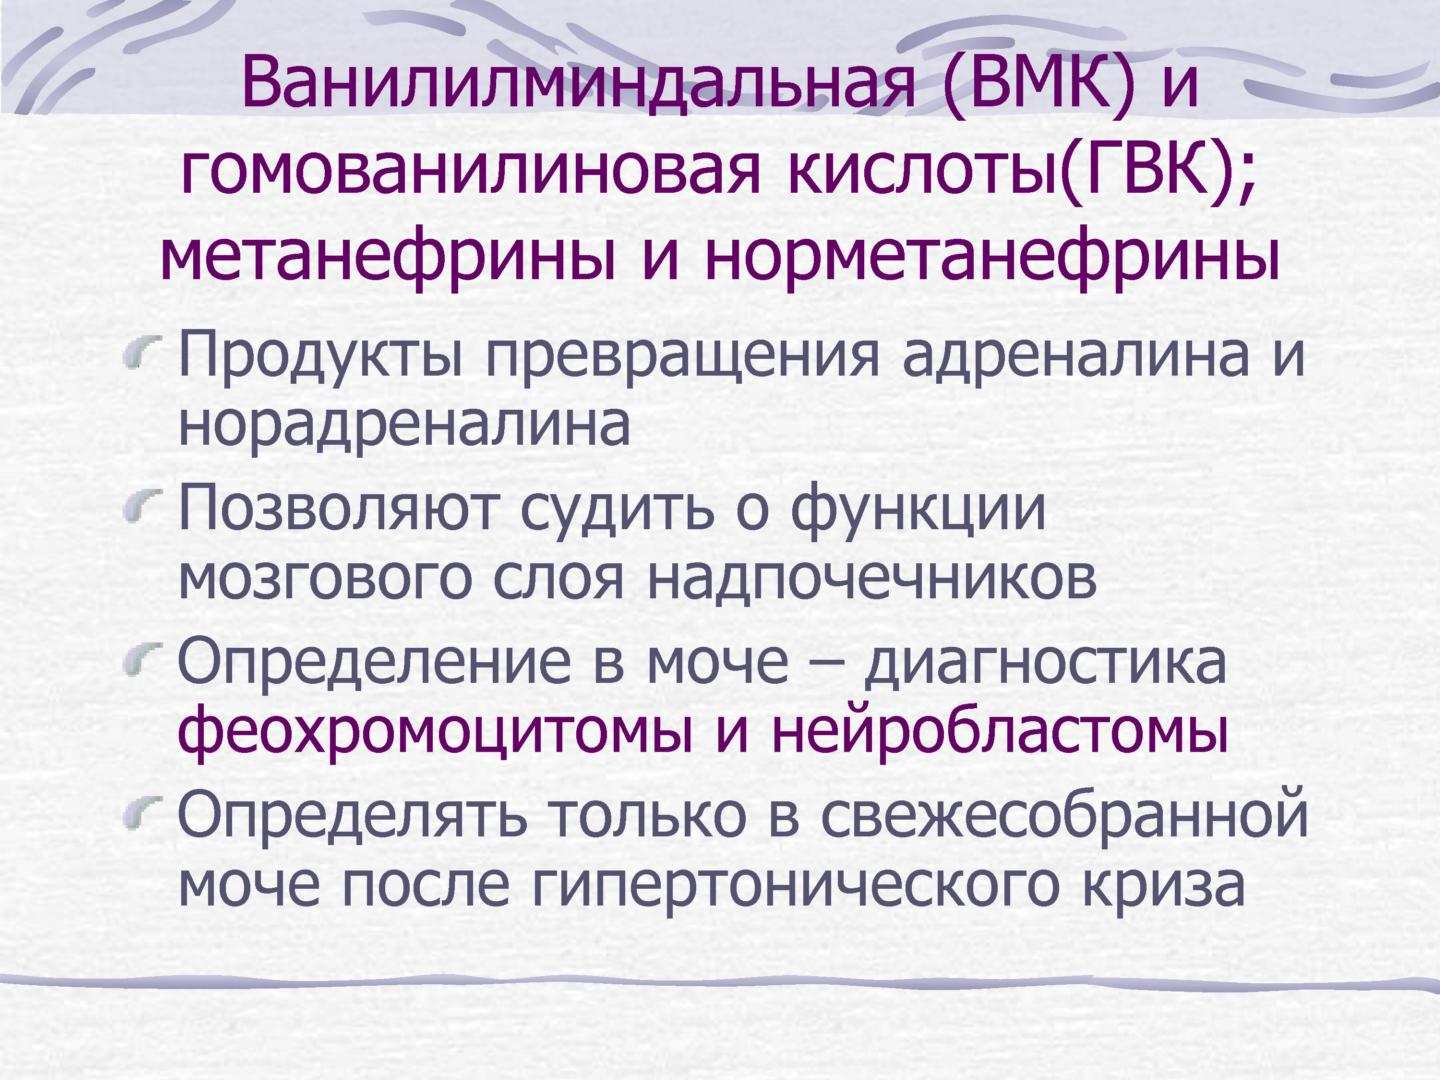 Ванилилминдальная (ВМК) и
гомованилиновая кислоты(ГВК);
метанефрины и норметанефрины
Продукты превращения адреналина и
норадреналина
Позволяют судить о функции
мозгового слоя надпочечников
Определение в моче – диагностика
феохромоцитомы и нейробластомы
Определять только в свежесобранной
моче после гипертонического криза